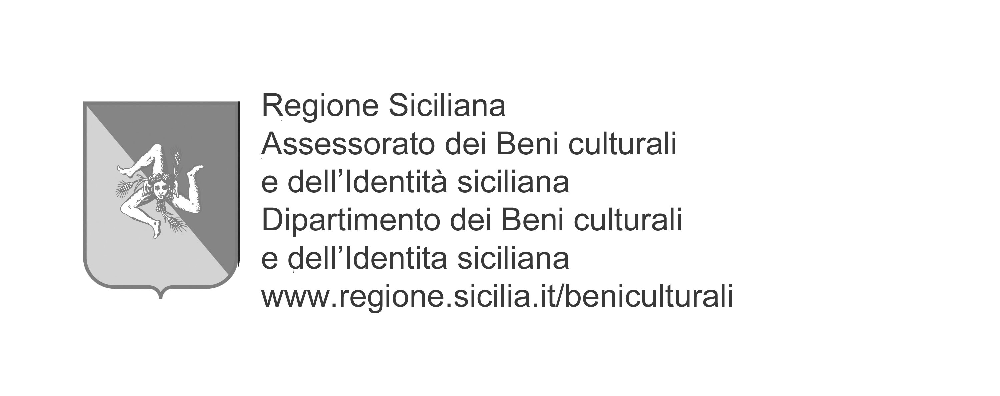 Regione Siciliana
Assessorato dei Beni culturali
e dell’Identità siciliana
Dipartimento dei Beni culturali
e dell’Identita siciliana
www.regione.sicilia.it/beniculturali